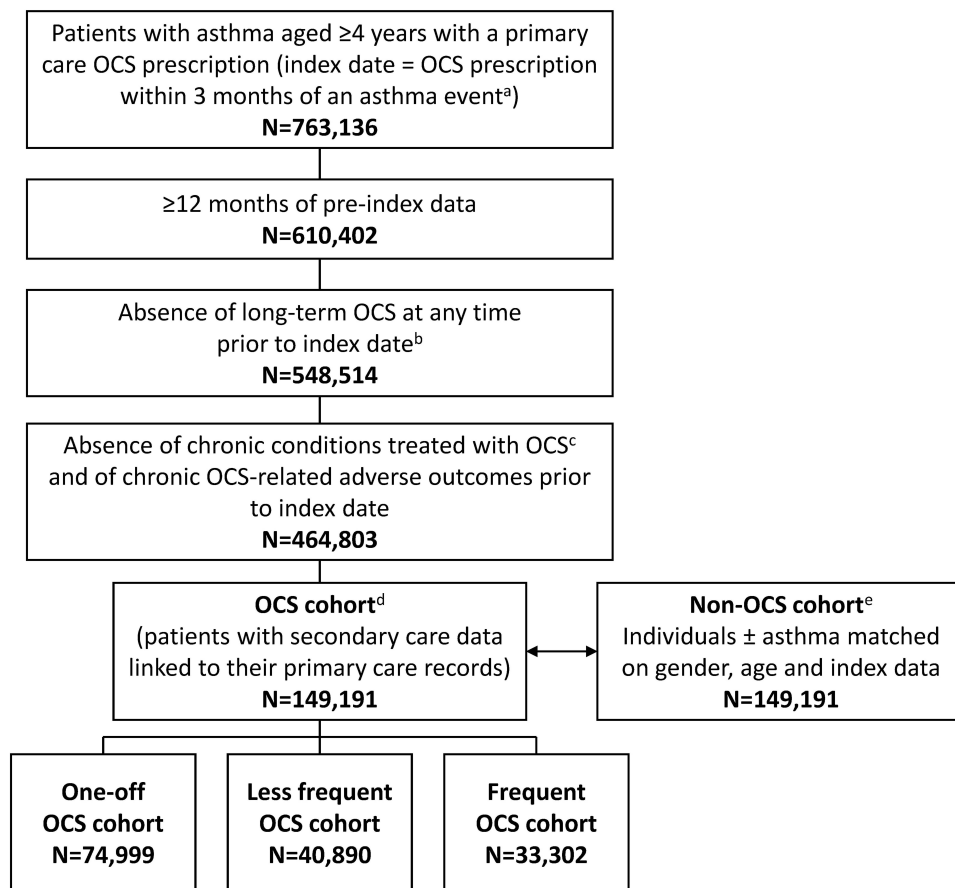 Patients with asthma aged ≥4 years with a primary
care OCS prescription (index date = OCS prescription
within 3 months of an asthma eventᵃ)
N=763,136
≥12 months of pre-index data
N=610,402
Absence of long-term OCS at any time
prior to index dateᵇ
N=548,514
Absence of chronic conditions treated with OCSᶜ
and of chronic OCS-related adverse outcomes prior
to index date
N=464,803
OCS cohortᵈ
(patients with secondary care data
linked to their primary care records)
N=149,191
Non-OCS cohortᵉ
Individuals ± asthma matched
on gender, age and index data
N=149,191
One-off
OCS cohort
N=74,999
Less frequent
OCS cohort
N=40,890
Frequent
OCS cohort
N=33,302